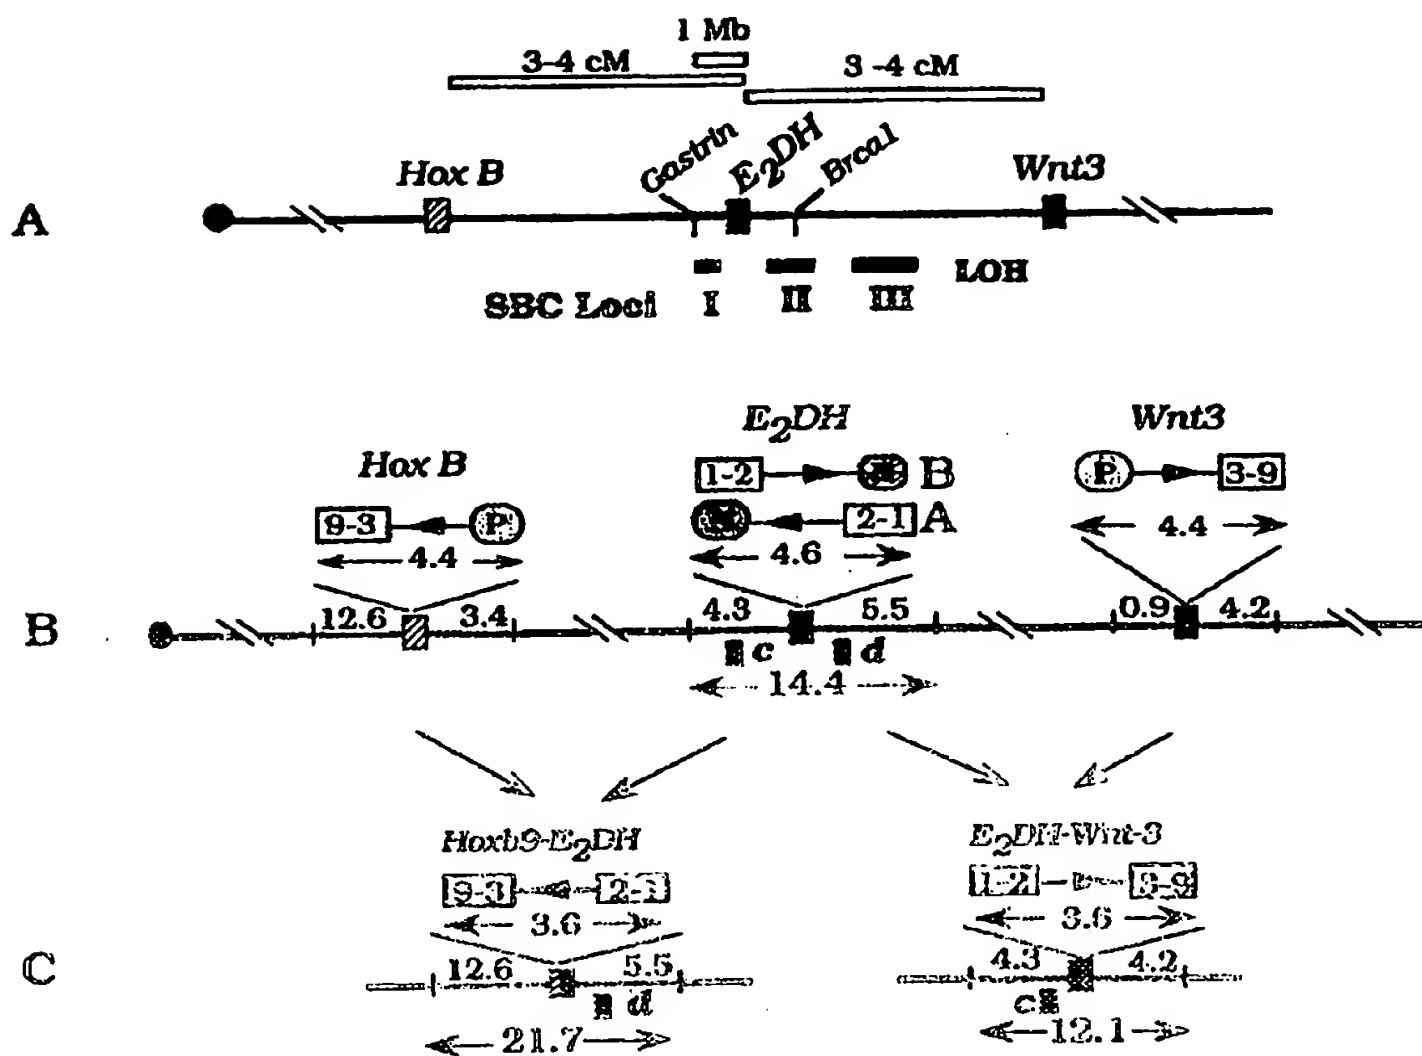 1 Mb
3-4 cM
3 -4 cM
Gastrin
E2DH
Brca1
Hox B
Wnt3
A
LOH
SBC Loci
I
II
III
E2DH
Wnt3
Hox B
1-2
B
P
3-9
9-3
P
2-1
A
4.4
4.4
4.6
12.6
3.4
4.3
5.5
0.9
4.2
B
c
d
14.4
Hoxb9-E2DH
E2DH-Wnt-3
9-3
2-1
1-2
3-9
3.6
3.6
C
12.6
5.5
4.3
4.2
d
c
21.7
12.1